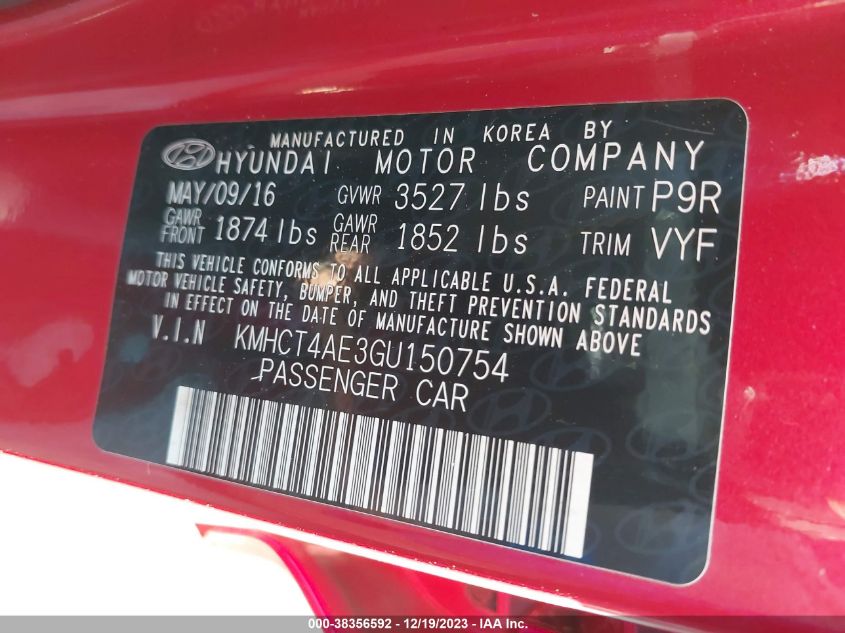 MANUFACTURED IN KOREA BY
HYUNDAI MOTOR COMPANY
MAY/09/16 GVWR 3527 lbs PAINT P9R
GAWR FRONT 1874 lbs GAWR REAR 1852 lbs TRIM VYF
THIS VEHICLE CONFORMS TO ALL APPLICABLE U.S.A. FEDERAL
MOTOR VEHICLE SAFETY, BUMPER, AND THEFT PREVENTION STANDARDS
IN EFFECT ON THE DATE OF MANUFACTURE SHOWN ABOVE
V.I.N KMHCT4AE3GU150754
PASSENGER CAR
000-38356592 - 12/19/2023 - IAA Inc.